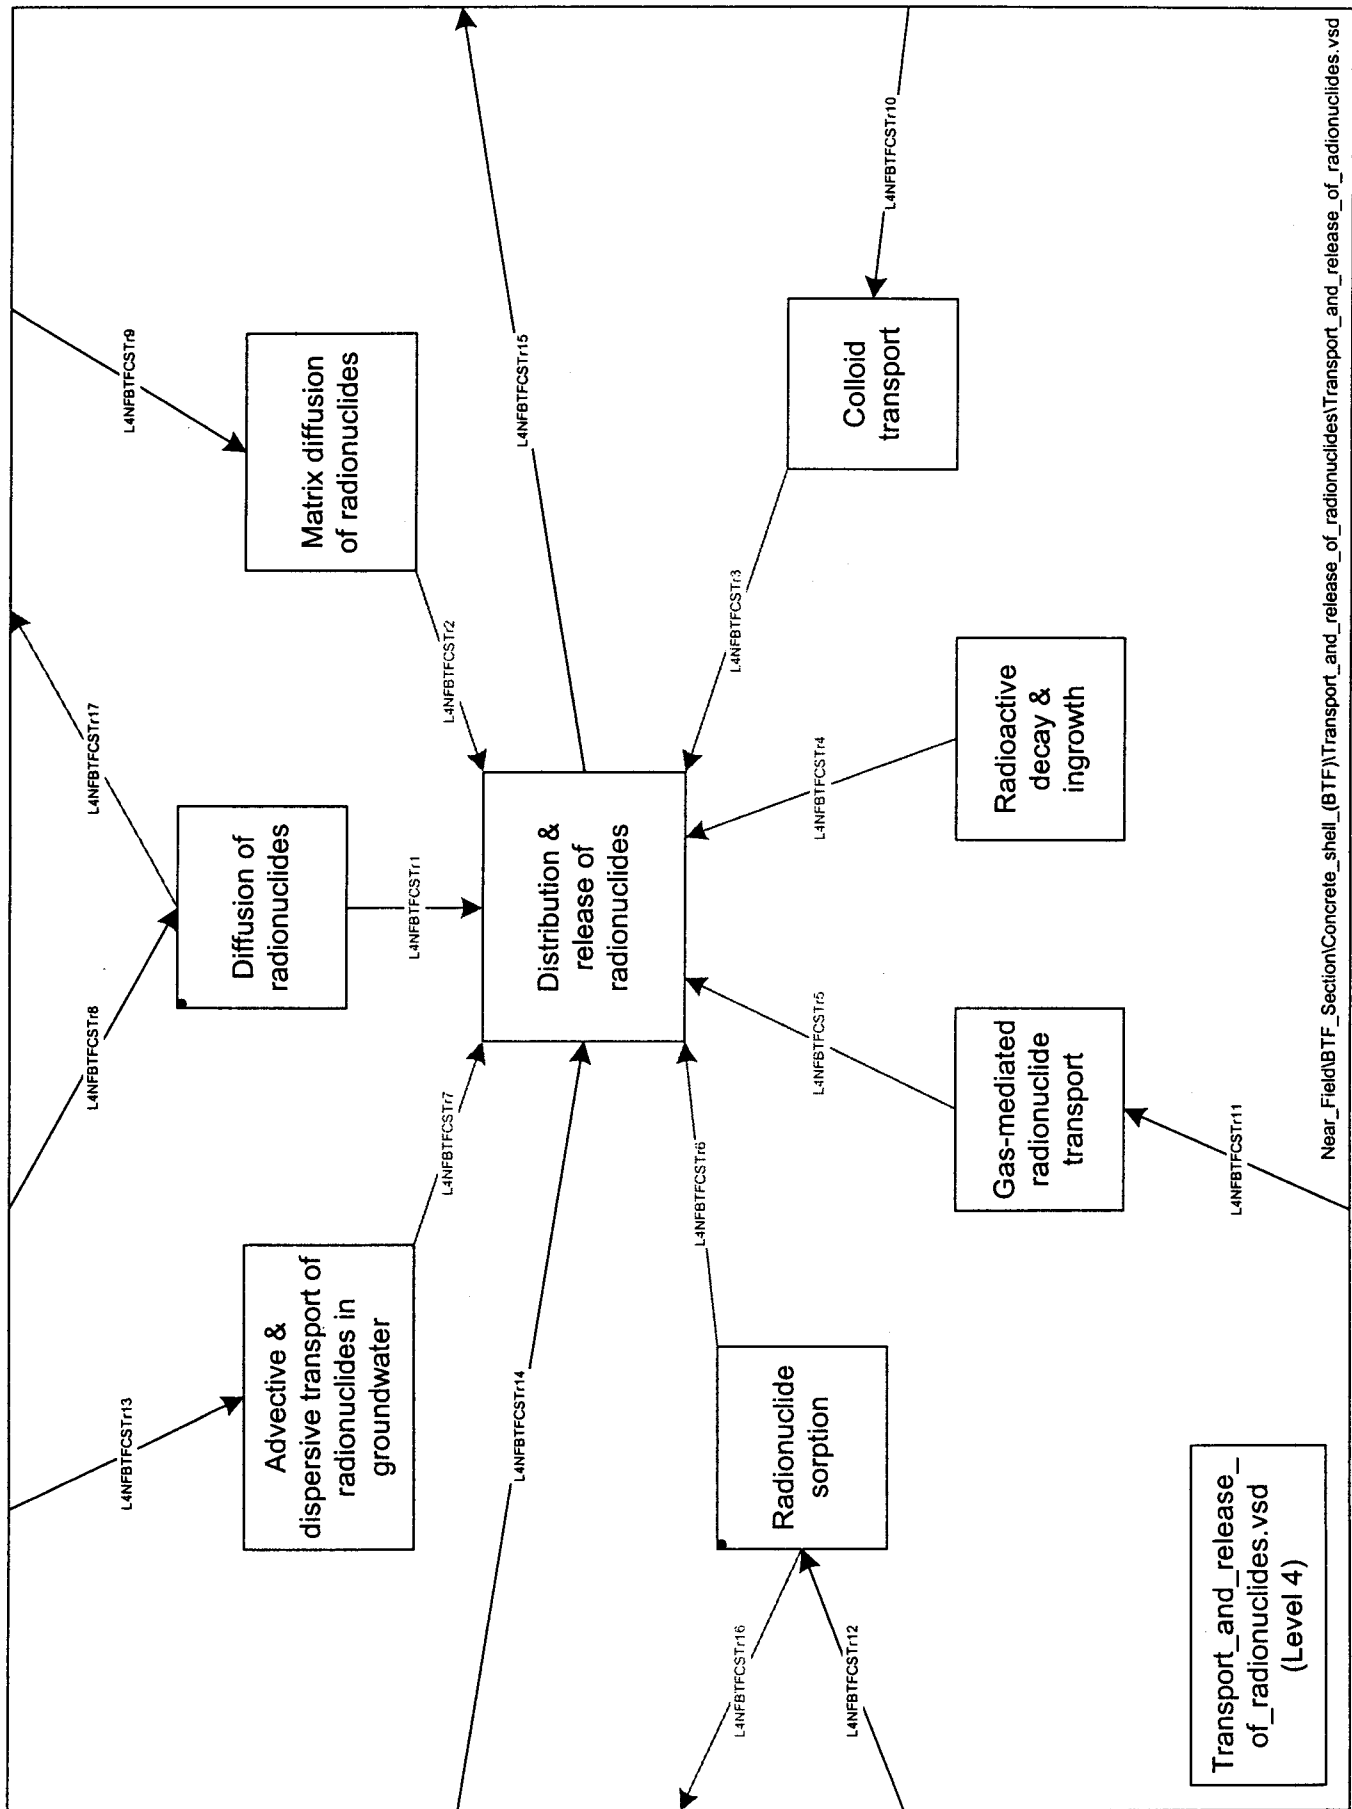 L4NFBTFCSTr13
L4NFBTFCSTr8
L4NFBTFCSTr17
L4NFBTFCSTr9
Advective &
dispersive transport of
radionuclides in
groundwater
Diffusion of
radionuclides
Matrix diffusion
of radionuclides
L4NFBTFCSTr7
L4NFBTFCSTr1
L4NFBTFCSTr2
L4NFBTFCSTr14
Distribution &
release of
radionuclides
L4NFBTFCSTr15
L4NFBTFCSTr16
L4NFBTFCSTr12
Radionuclide
sorption
L4NFBTFCSTr6
L4NFBTFCSTr5
L4NFBTFCSTr4
L4NFBTFCSTr3
Colloid
transport
L4NFBTFCSTr10
Gas-mediated
radionuclide
transport
Radioactive
decay &
ingrowth
L4NFBTFCSTr11
Transport_and_release_
of_radionuclides.vsd
(Level 4)
Near_Field\BTF_Section\Concrete_shell_(BTF)\Transport_and_release_of_radionuclides\Transport_and_release_of_radionuclides.vsd